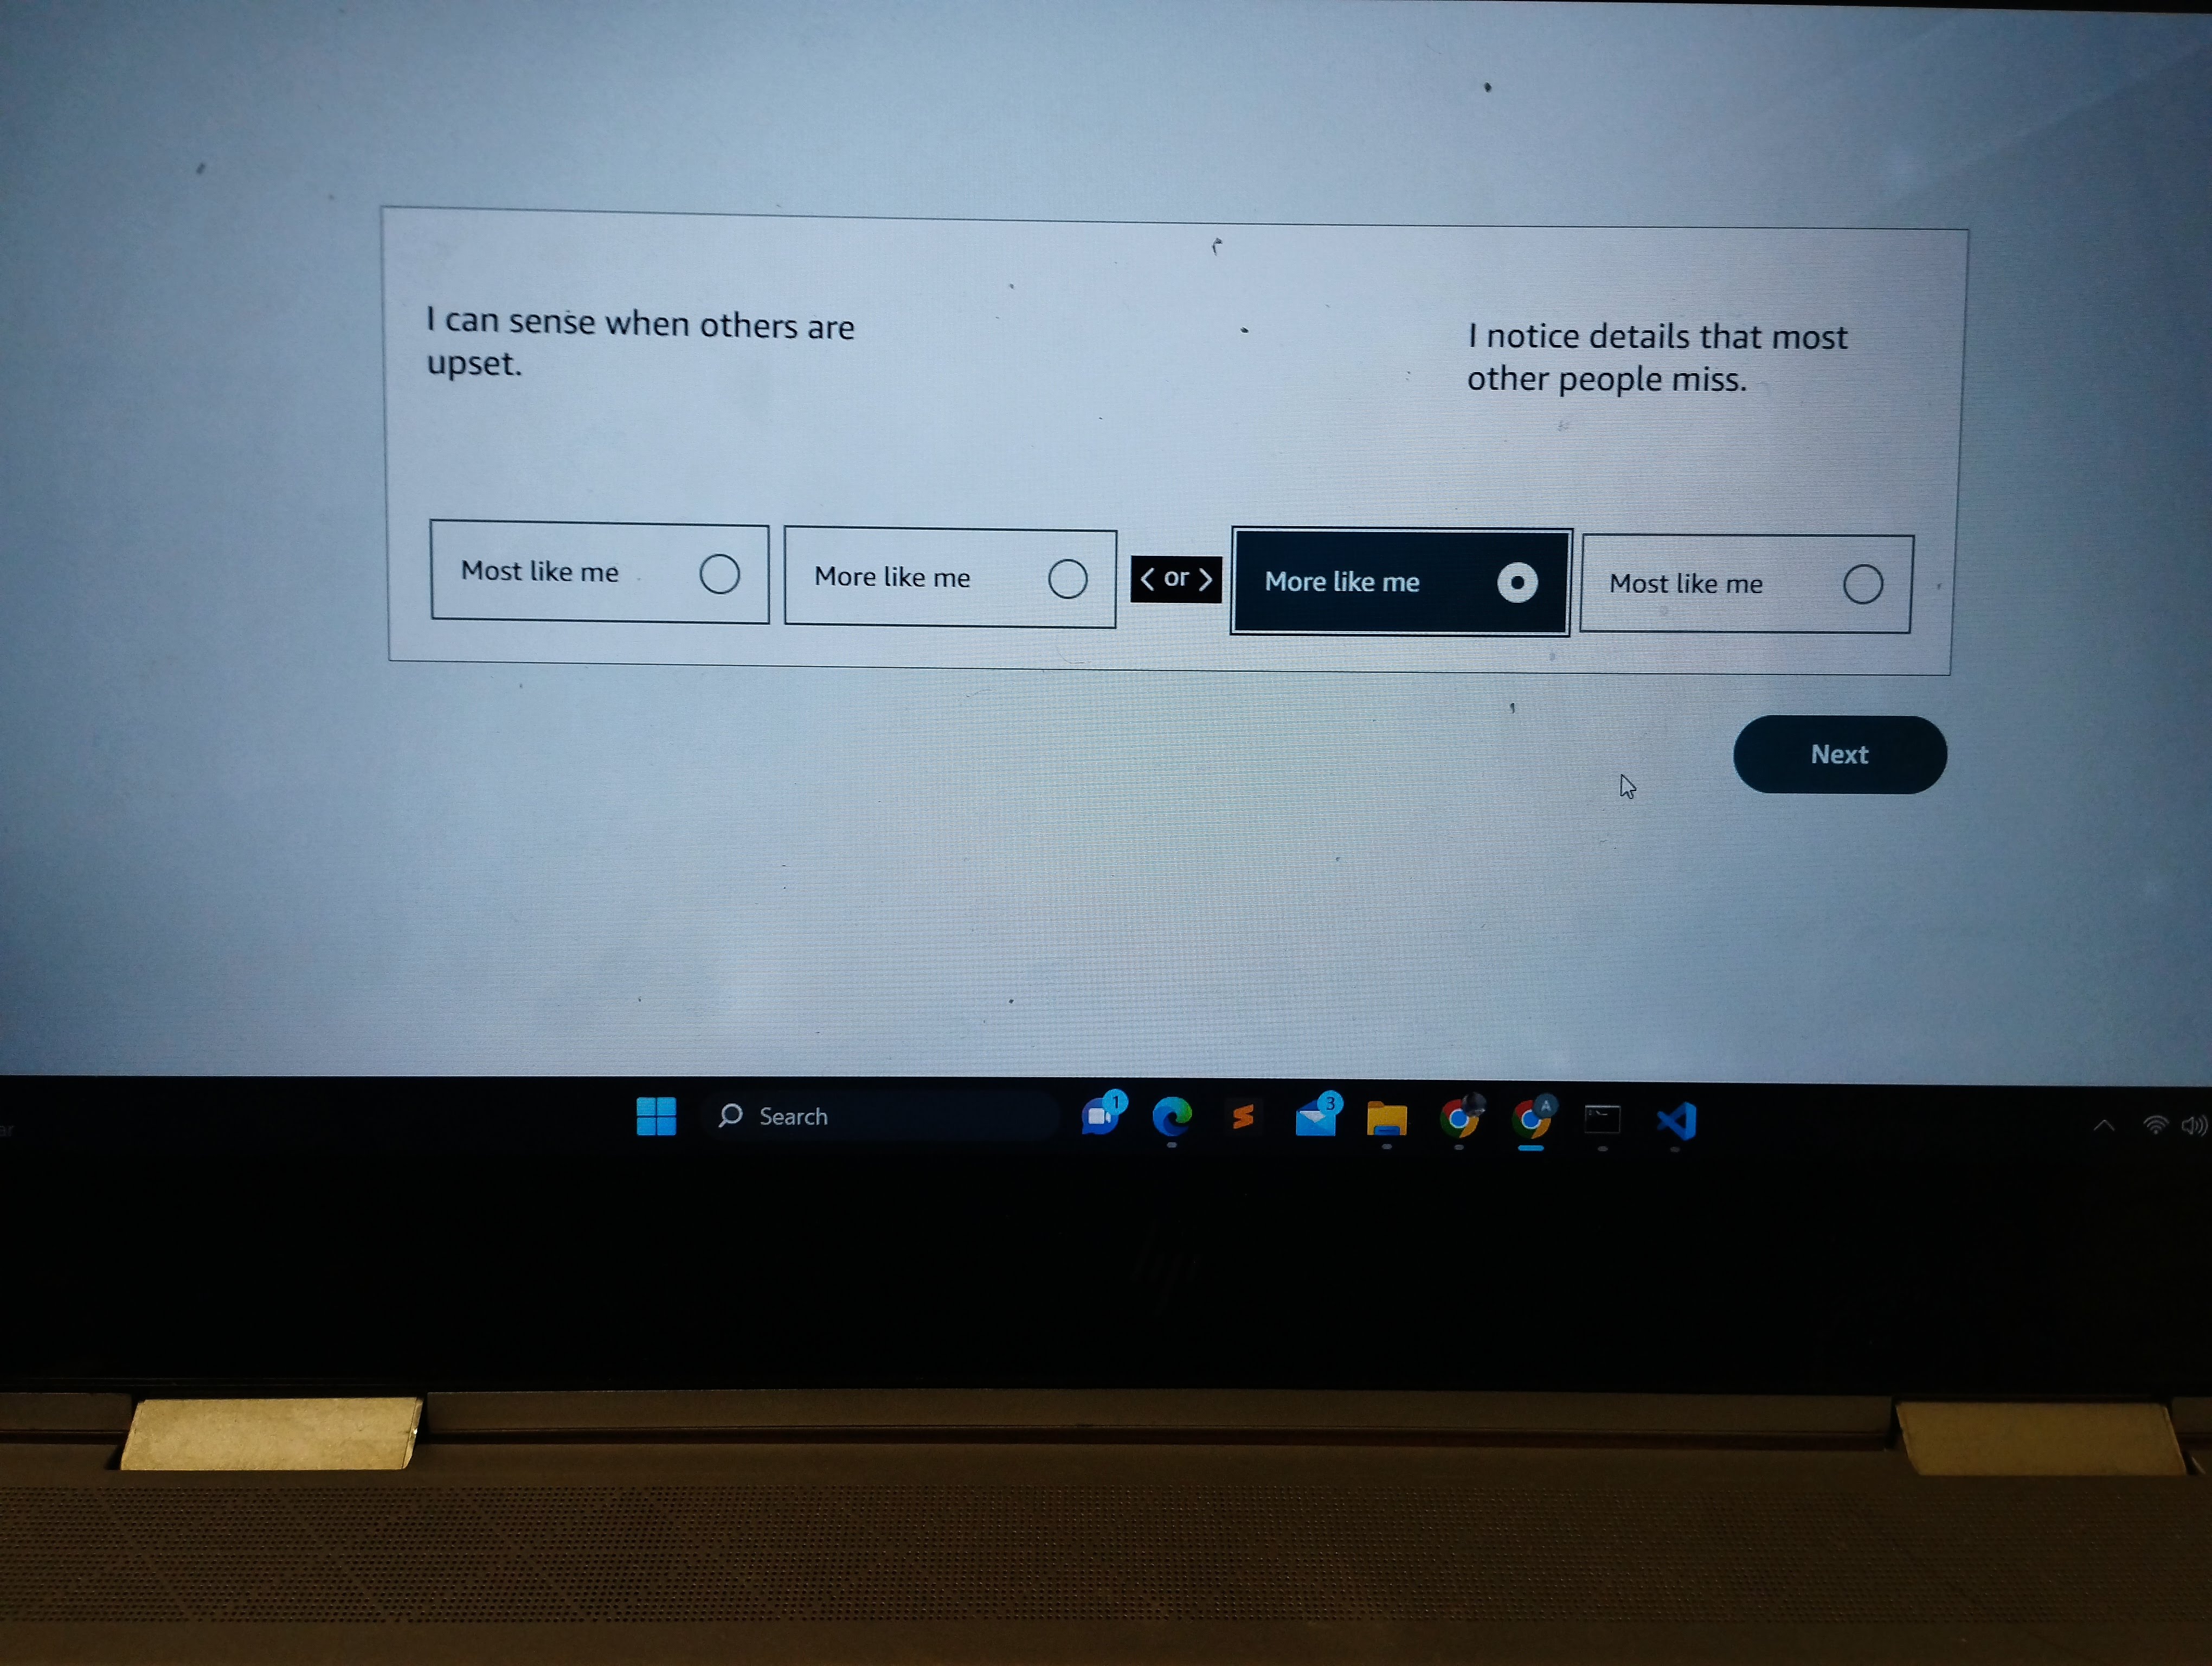 I can sense when others are
upset.
I notice details that most
other people miss.
Most like me
More like me
< or >
More like me
Most like me
Next
Search
1
3
A
hp